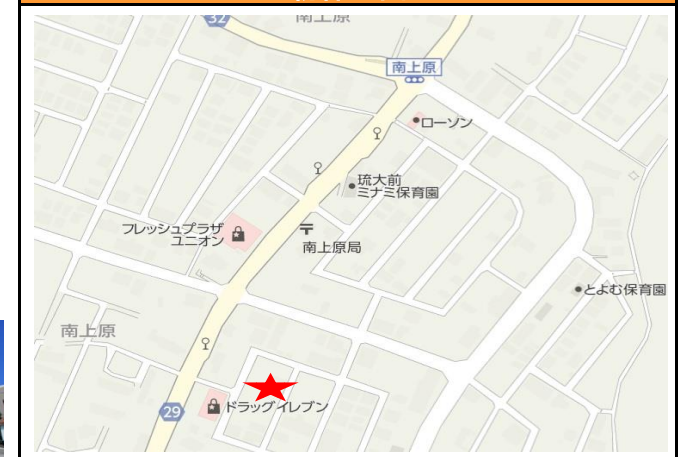 32
南上原
南上原
ローソン
琉大前
ミナミ保育園
フレッシュプラザ
ユニオン
〒
南上原局
とよむ保育園
南上原
29
ドラッグイレブン